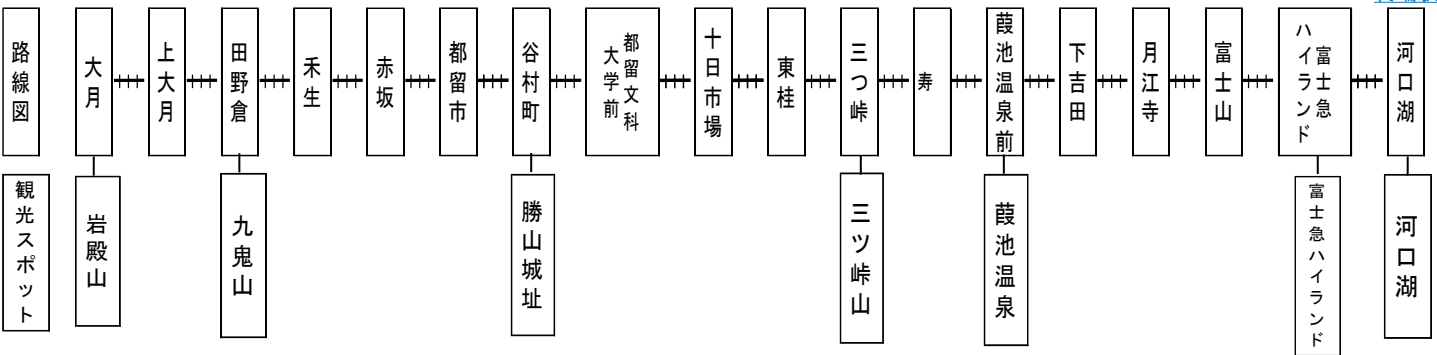 路線図
大月
上大月
田野倉
禾生
赤坂
都留市
谷村町
都留文科
大学前
十日市場
東桂
三つ峠
寿
葭池温泉前
下吉田
月江寺
富士山
富士急
ハイランド
河口湖
観光スポット
岩殿山
九鬼山
勝山城址
三ツ峠山
葭池温泉
富士急ハイランド
河口湖